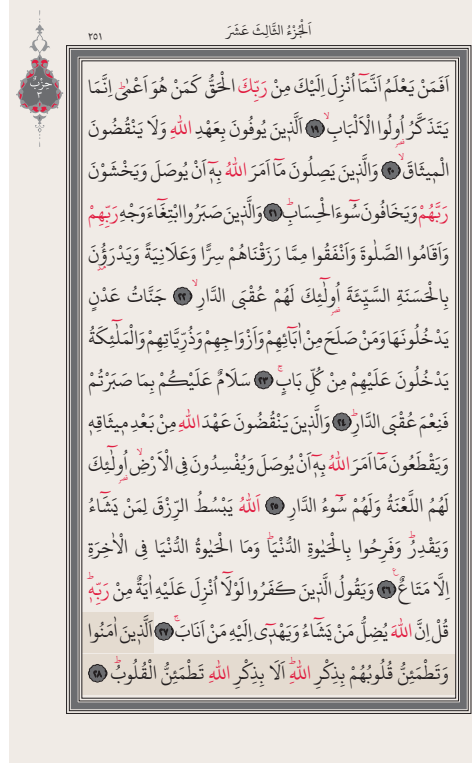 اَلْجُزْءُ الثَّالِثَ عَشَرَ
٢٥١
حِزْب
٢
اَفَمَنْ يَعْلَمُ اَنَّمَٓا اُنْزِلَ اِلَيْكَ مِنْ رَبِّكَ الْحَقُّ كَمَنْ هُوَ اَعْمٰىۜ اِنَّمَا
يَتَذَكَّرُ اُو۬لُوا الْاَلْبَابِۙ ﴿١٩﴾ اَلَّذ۪ينَ يُوفُونَ بِعَهْدِ اللّٰهِ وَلَا يَنْقُضُونَ
الْم۪يثَاقَۙ ﴿٢٠﴾ وَالَّذ۪ينَ يَصِلُونَ مَٓا اَمَرَ اللّٰهُ بِه۪ٓ اَنْ يُوصَلَ وَيَخْشَوْنَ
رَبَّهُمْ وَيَخَافُونَ سُٓوءَ الْحِسَابِۜ ﴿٢١﴾ وَالَّذ۪ينَ صَبَرُوا ابْتِغَٓاءَ وَجْهِ رَبِّهِمْ
وَاَقَامُوا الصَّلٰوةَ وَاَنْفَقُوا مِمَّا رَزَقْنَاهُمْ سِرًّا وَعَلَانِيَةً وَيَدْرَؤُ۫نَ
بِالْحَسَنَةِ السَّيِّئَةَ اُو۬لٰٓئِكَ لَهُمْ عُقْبَى الدَّارِۙ ﴿٢٢﴾ جَنَّاتُ عَدْنٍ
يَدْخُلُونَهَا وَمَنْ صَلَحَ مِنْ اٰبَٓائِهِمْ وَاَزْوَاجِهِمْ وَذُرِّيَّاتِهِمْ وَالْمَلٰٓئِكَةُ
يَدْخُلُونَ عَلَيْهِمْ مِنْ كُلِّ بَابٍۚ ﴿٢٣﴾ سَلَامٌ عَلَيْكُمْ بِمَا صَبَرْتُمْ
فَنِعْمَ عُقْبَى الدَّارِۜ ﴿٢٤﴾ وَالَّذ۪ينَ يَنْقُضُونَ عَهْدَ اللّٰهِ مِنْ بَعْدِ م۪يثَاقِه۪
وَيَقْطَعُونَ مَٓا اَمَرَ اللّٰهُ بِه۪ٓ اَنْ يُوصَلَ وَيُفْسِدُونَ فِي الْاَرْضِۙ اُو۬لٰٓئِكَ
لَهُمُ اللَّعْنَةُ وَلَهُمْ سُٓوءُ الدَّارِ ﴿٢٥﴾ اَللّٰهُ يَبْسُطُ الرِّزْقَ لِمَنْ يَشَٓاءُ
وَيَقْدِرُۜ وَفَرِحُوا بِالْحَيٰوةِ الدُّنْيَاۜ وَمَا الْحَيٰوةُ الدُّنْيَا فِي الْاٰخِرَةِ
اِلَّا مَتَاعٌ۟ ﴿٢٦﴾ وَيَقُولُ الَّذ۪ينَ كَفَرُوا لَوْلَٓا اُنْزِلَ عَلَيْهِ اٰيَةٌ مِنْ رَبِّه۪ۜ
قُلْ اِنَّ اللّٰهَ يُضِلُّ مَنْ يَشَٓاءُ وَيَهْد۪ٓي اِلَيْهِ مَنْ اَنَابَۚ ﴿٢٧﴾ اَلَّذ۪ينَ اٰمَنُوا
وَتَطْمَئِنُّ قُلُوبُهُمْ بِذِكْرِ اللّٰهِۜ اَلَا بِذِكْرِ اللّٰهِ تَطْمَئِنُّ الْقُلُوبُۜ ﴿٢٨﴾